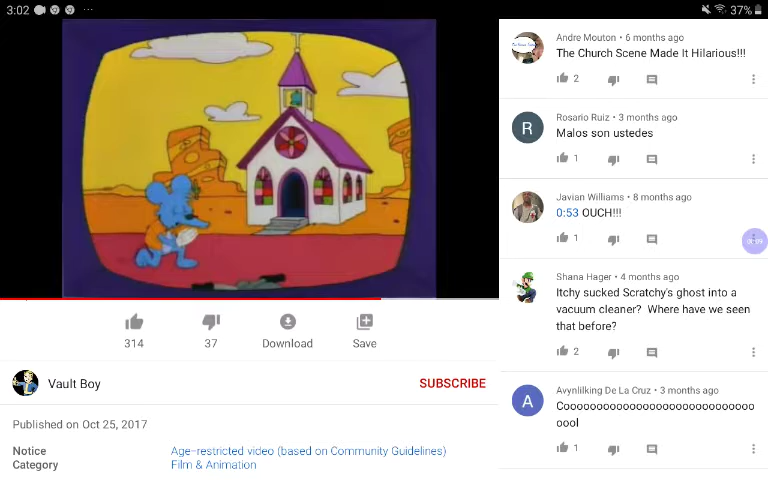 3:02
37%
314
37
Download
Save
Vault Boy
SUBSCRIBE
Published on Oct 25, 2017
Notice
Age-restricted video (based on Community Guidelines)
Category
Film & Animation
Andre Mouton • 6 months ago
The Church Scene Made It Hilarious!!!
2
R
Rosario Ruiz • 3 months ago
Malos son ustedes
1
Javian Williams • 8 months ago
0:53 OUCH!!!
1
Shana Hager • 4 months ago
Itchy sucked Scratchy's ghost into a
vacuum cleaner? Where have we seen
that before?
2
A
Avynlilking De La Cruz • 3 months ago
Cooooooooooooooooooooooooooooo
oool
1